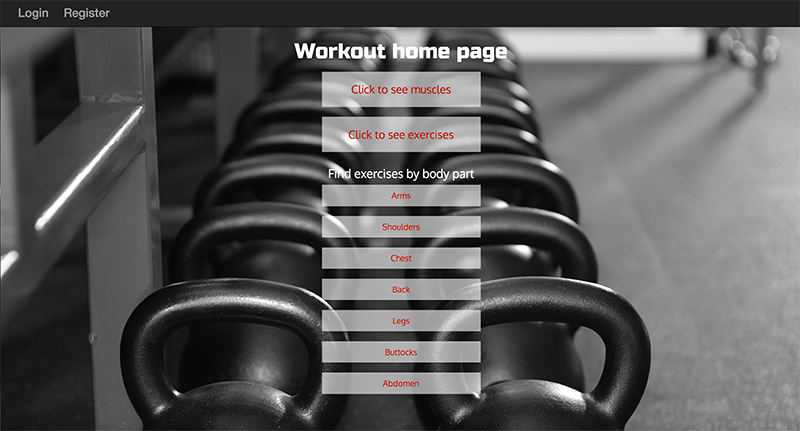 Login Register
Workout home page
Click to see muscles
Click to see exercises
Find exercises by body part
Arms
Shoulders
Chest
Back
Legs
Buttocks
Abdomen